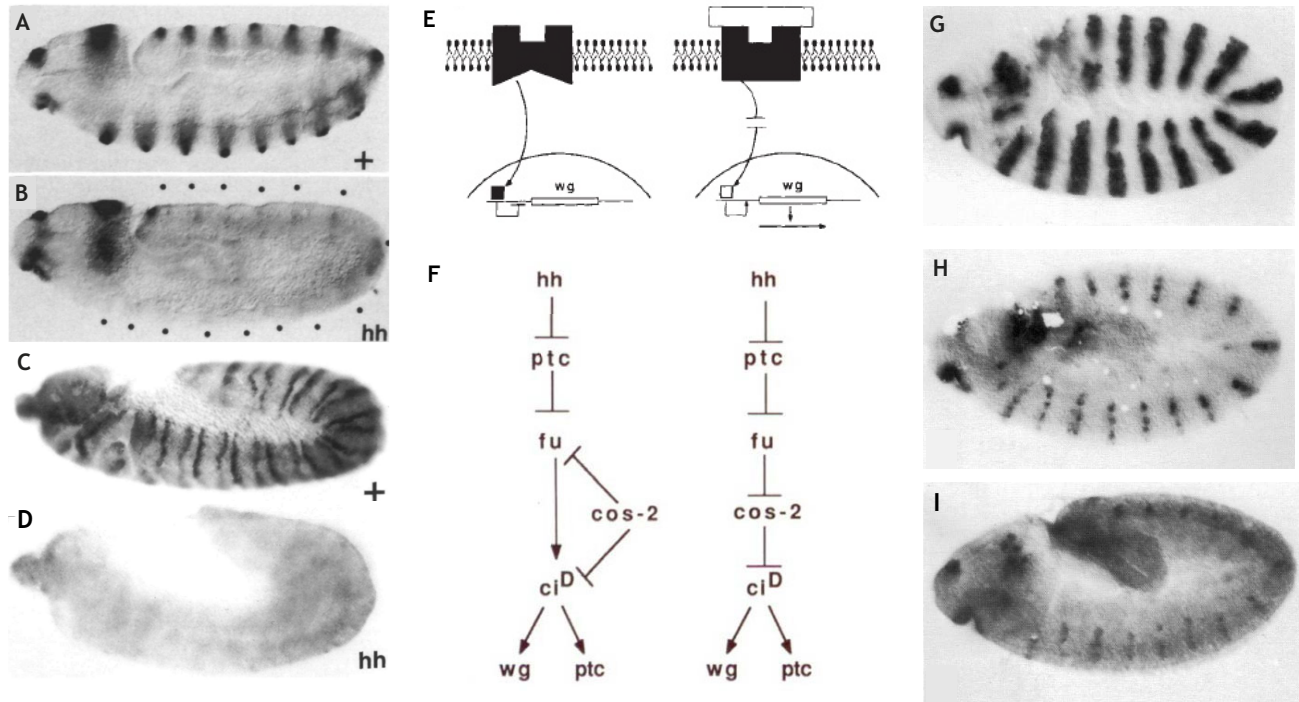 A
+
B
hh
C
+
D
hh
E
wg
wg
F
hh
ptc
fu
cos-2
ciD
wg ptc
hh
ptc
fu
cos-2
ciD
wg ptc
G
H
I